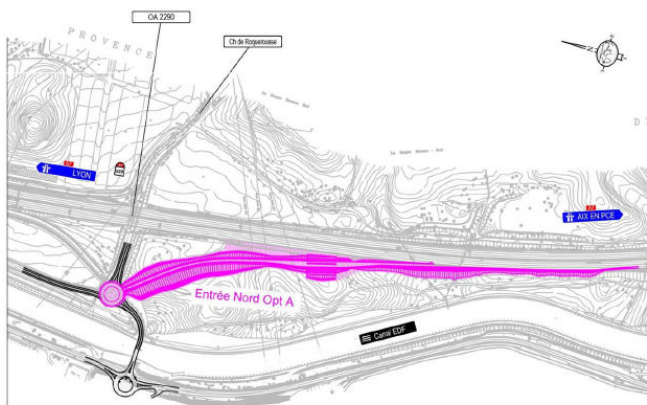 OA 2290
Ch de Roquerousse
PROVENCE
N
D
LYON
AIX EN PCE
Entrée Nord Opt A
Canal EDF